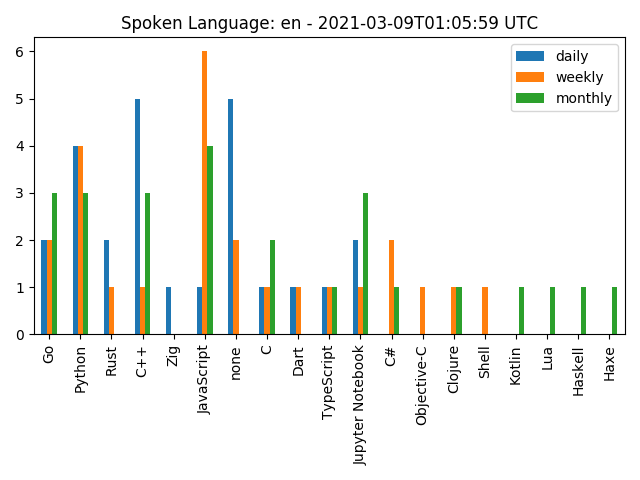 Spoken Language: en - 2021-03-09T01:05:59 UTC
daily
weekly
monthly
6
5
4
3
2
1
0
Go
Python
Rust
C++
Zig
JavaScript
none
C
Dart
TypeScript
Jupyter Notebook
C#
Objective-C
Clojure
Shell
Kotlin
Lua
Haskell
Haxe